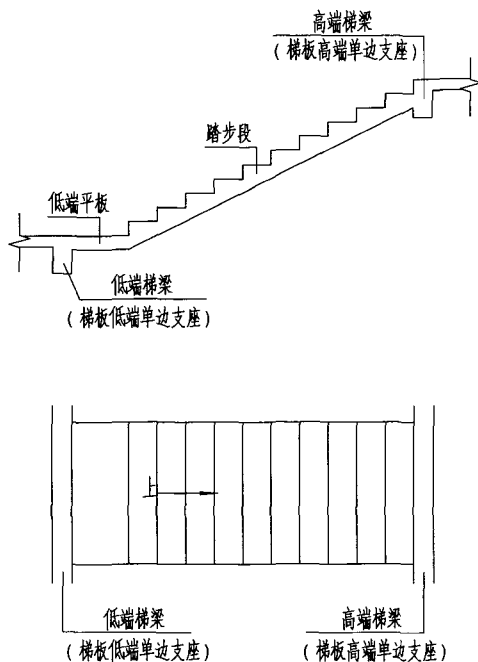 高端梯梁
（梯板高端单边支座）
踏步段
低端平板
低端梯梁
（梯板低端单边支座）
上
低端梯梁
（梯板低端单边支座）
高端梯梁
（梯板高端单边支座）